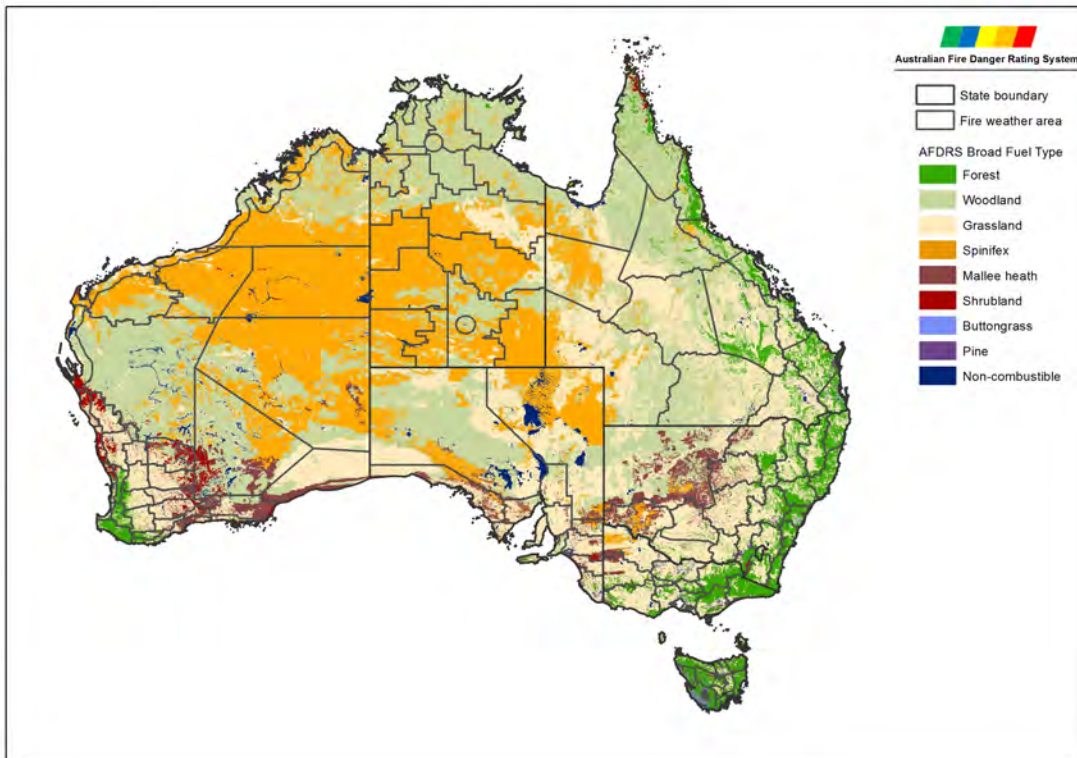 Australian Fire Danger Rating System
State boundary
Fire weather area
AFDRS Broad Fuel Type
Forest
Woodland
Grassland
Spinifex
Mallee heath
Shrubland
Buttongrass
Pine
Non-combustible